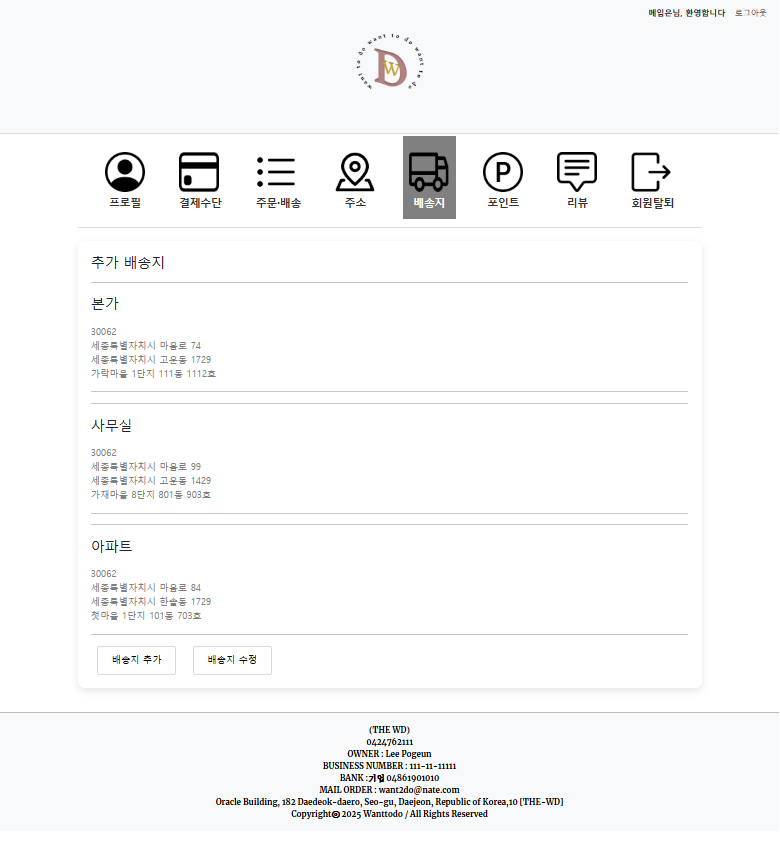 메입은님, 환영합니다 로그아웃
want to do want to do want to do
D
W
P
프로필 결제수단 주문·배송 주소 배송지 포인트 리뷰 회원탈퇴
추가 배송지
본가
30062
세종특별자치시 마음로 74
세종특별자치시 고운동 1729
가락마을 1단지 111동 1112호
사무실
30062
세종특별자치시 마음로 99
세종특별자치시 고운동 1429
가재마을 8단지 801동 903호
아파트
30062
세종특별자치시 마음로 84
세종특별자치시 한솔동 1729
첫마을 1단지 101동 703호
배송지 추가 배송지 수정
(THE WD)
0424762111
OWNER : Lee Pogeun
BUSINESS NUMBER : 111-11-11111
BANK :기업 04861901010
MAIL ORDER : want2do@nate.com
Oracle Building, 182 Daedeok-daero, Seo-gu, Daejeon, Republic of Korea,10 [THE-WD]
Copyrightⓒ 2025 Wanttodo / All Rights Reserved